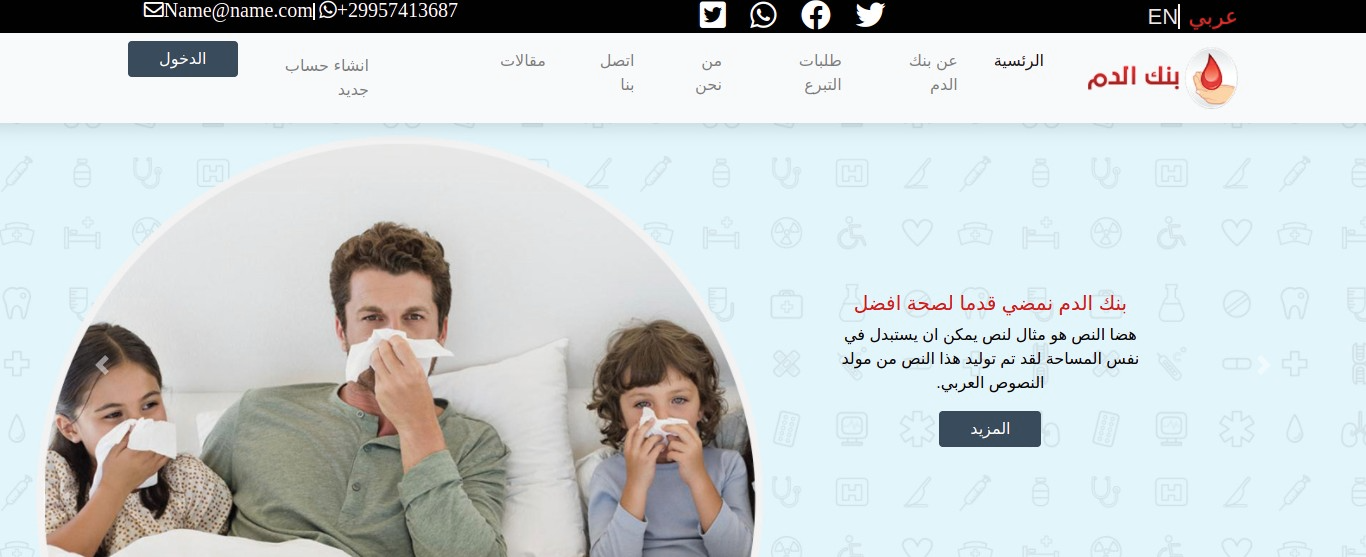 عربي EN
Name@name.com +29957413687
بنك الدم
الرئسية
عن بنك
الدم
طلبات
التبرع
من
نحن
اتصل
بنا
مقالات
انشاء حساب
جديد
الدخول
بنك الدم نمضي قدما لصحة افضل
هضا النص هو مثال لنص يمكن ان يستبدل في
نفس المساحة لقد تم توليد هذا النص من مولد
النصوص العربي.
المزيد